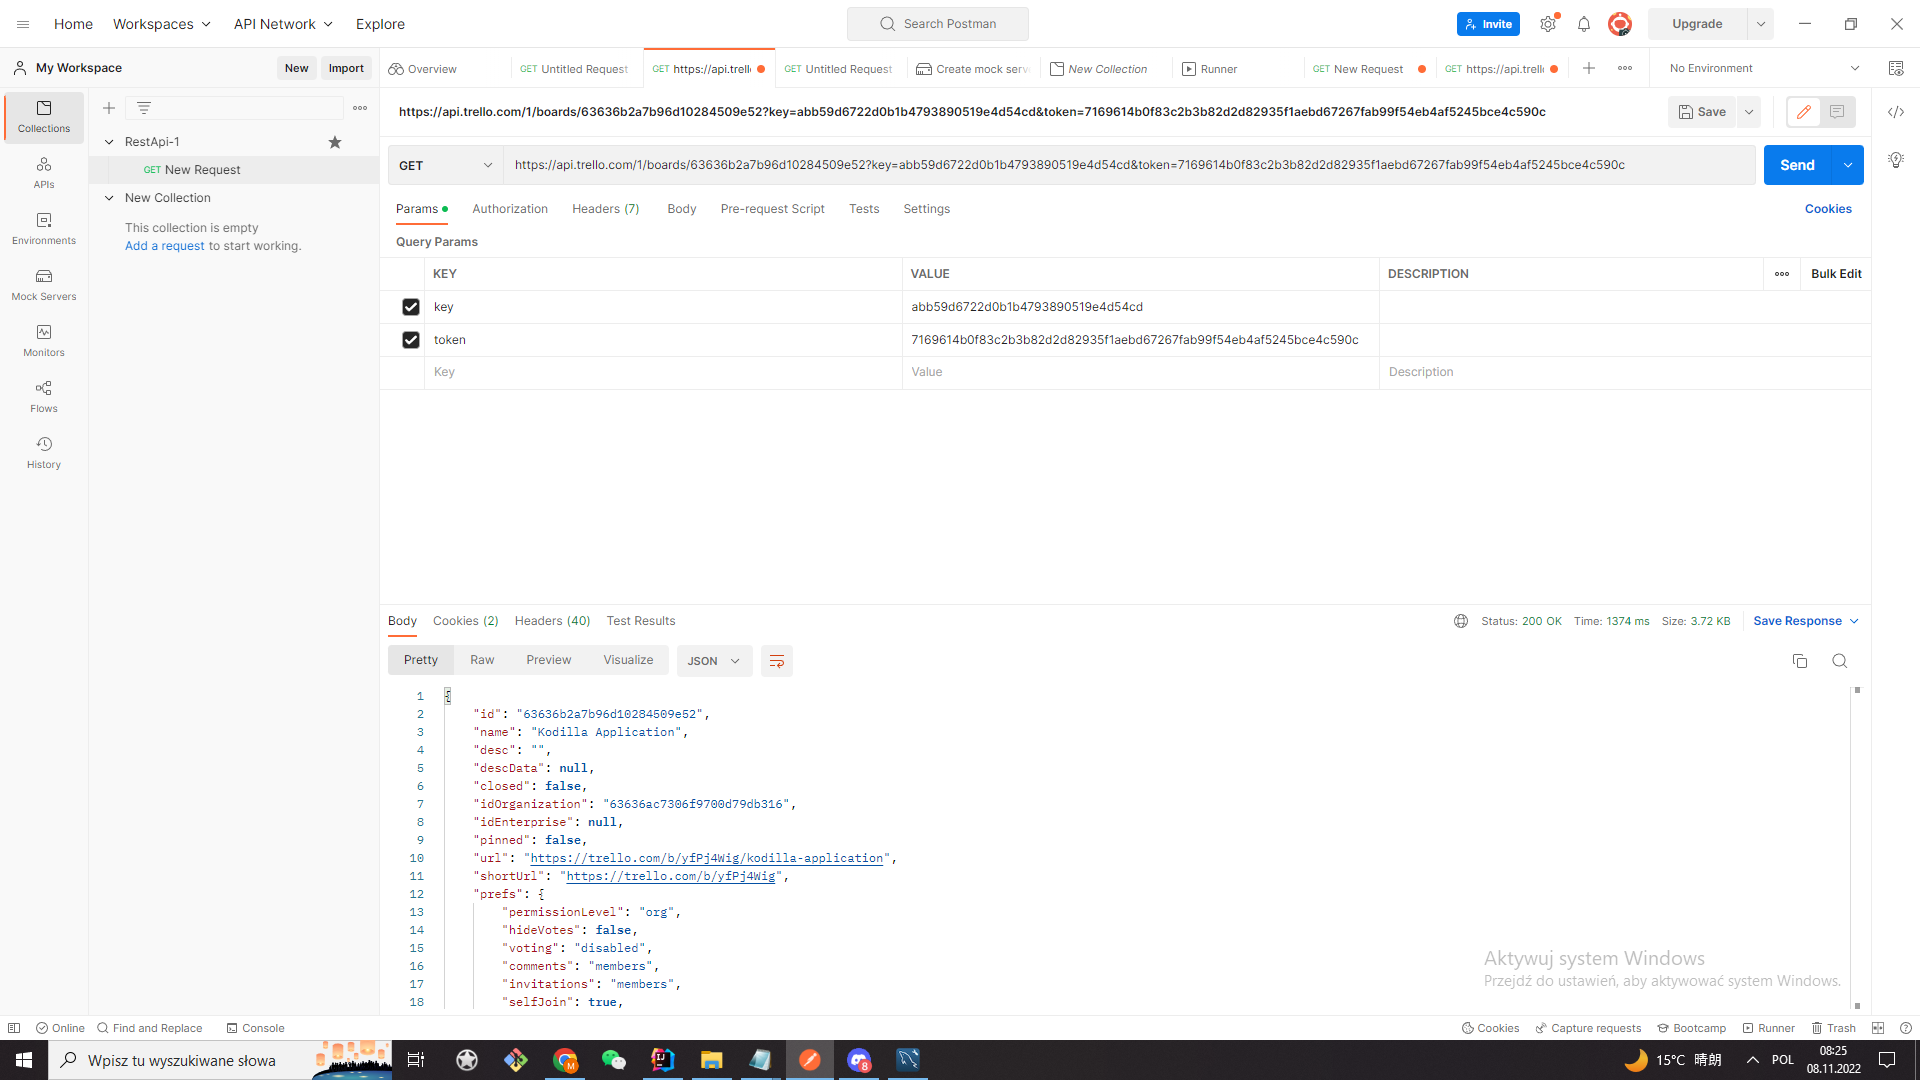 Home
Workspaces
API Network
Explore
Search Postman
Invite
Upgrade
My Workspace
New
Import
Overview
GET Untitled Request
GET https://api.trell
GET Untitled Request
Create mock serv
New Collection
Runner
GET New Request
GET https://api.trell
No Environment
Collections
APIs
Environments
Mock Servers
Monitors
Flows
History
RestApi-1
GET New Request
New Collection
This collection is empty
Add a request to start working.
https://api.trello.com/1/boards/63636b2a7b96d10284509e52?key=abb59d6722d0b1b4793890519e4d54cd&token=7169614b0f83c2b3b82d2d82935f1aebd67267fab99f54eb4af5245bce4c590c
Save
GET
https://api.trello.com/1/boards/63636b2a7b96d10284509e52?key=abb59d6722d0b1b4793890519e4d54cd&token=7169614b0f83c2b3b82d2d82935f1aebd67267fab99f54eb4af5245bce4c590c
Send
Params
Authorization
Headers (7)
Body
Pre-request Script
Tests
Settings
Cookies
Query Params
KEY VALUE DESCRIPTION Bulk Edit
key abb59d6722d0b1b4793890519e4d54cd
token 7169614b0f83c2b3b82d2d82935f1aebd67267fab99f54eb4af5245bce4c590c
Key Value Description
Body
Cookies (2)
Headers (40)
Test Results
Status: 200 OK
Time: 1374 ms
Size: 3.72 KB
Save Response
Pretty
Raw
Preview
Visualize
JSON
1 {
2 "id": "63636b2a7b96d10284509e52",
3 "name": "Kodilla Application",
4 "desc": "",
5 "descData": null,
6 "closed": false,
7 "idOrganization": "63636ac7306f9700d79db316",
8 "idEnterprise": null,
9 "pinned": false,
10 "url": "https://trello.com/b/yfPj4Wig/kodilla-application",
11 "shortUrl": "https://trello.com/b/yfPj4Wig",
12 "prefs": {
13 "permissionLevel": "org",
14 "hideVotes": false,
15 "voting": "disabled",
16 "comments": "members",
17 "invitations": "members",
18 "selfJoin": true,
Aktywuj system Windows
Przejdź do ustawień, aby aktywować system Windows.
Online
Find and Replace
Console
Cookies
Capture requests
Bootcamp
Runner
Trash
Wpisz tu wyszukiwane słowa
M
IJ
8
15°C 晴朗
POL
08:25
08.11.2022